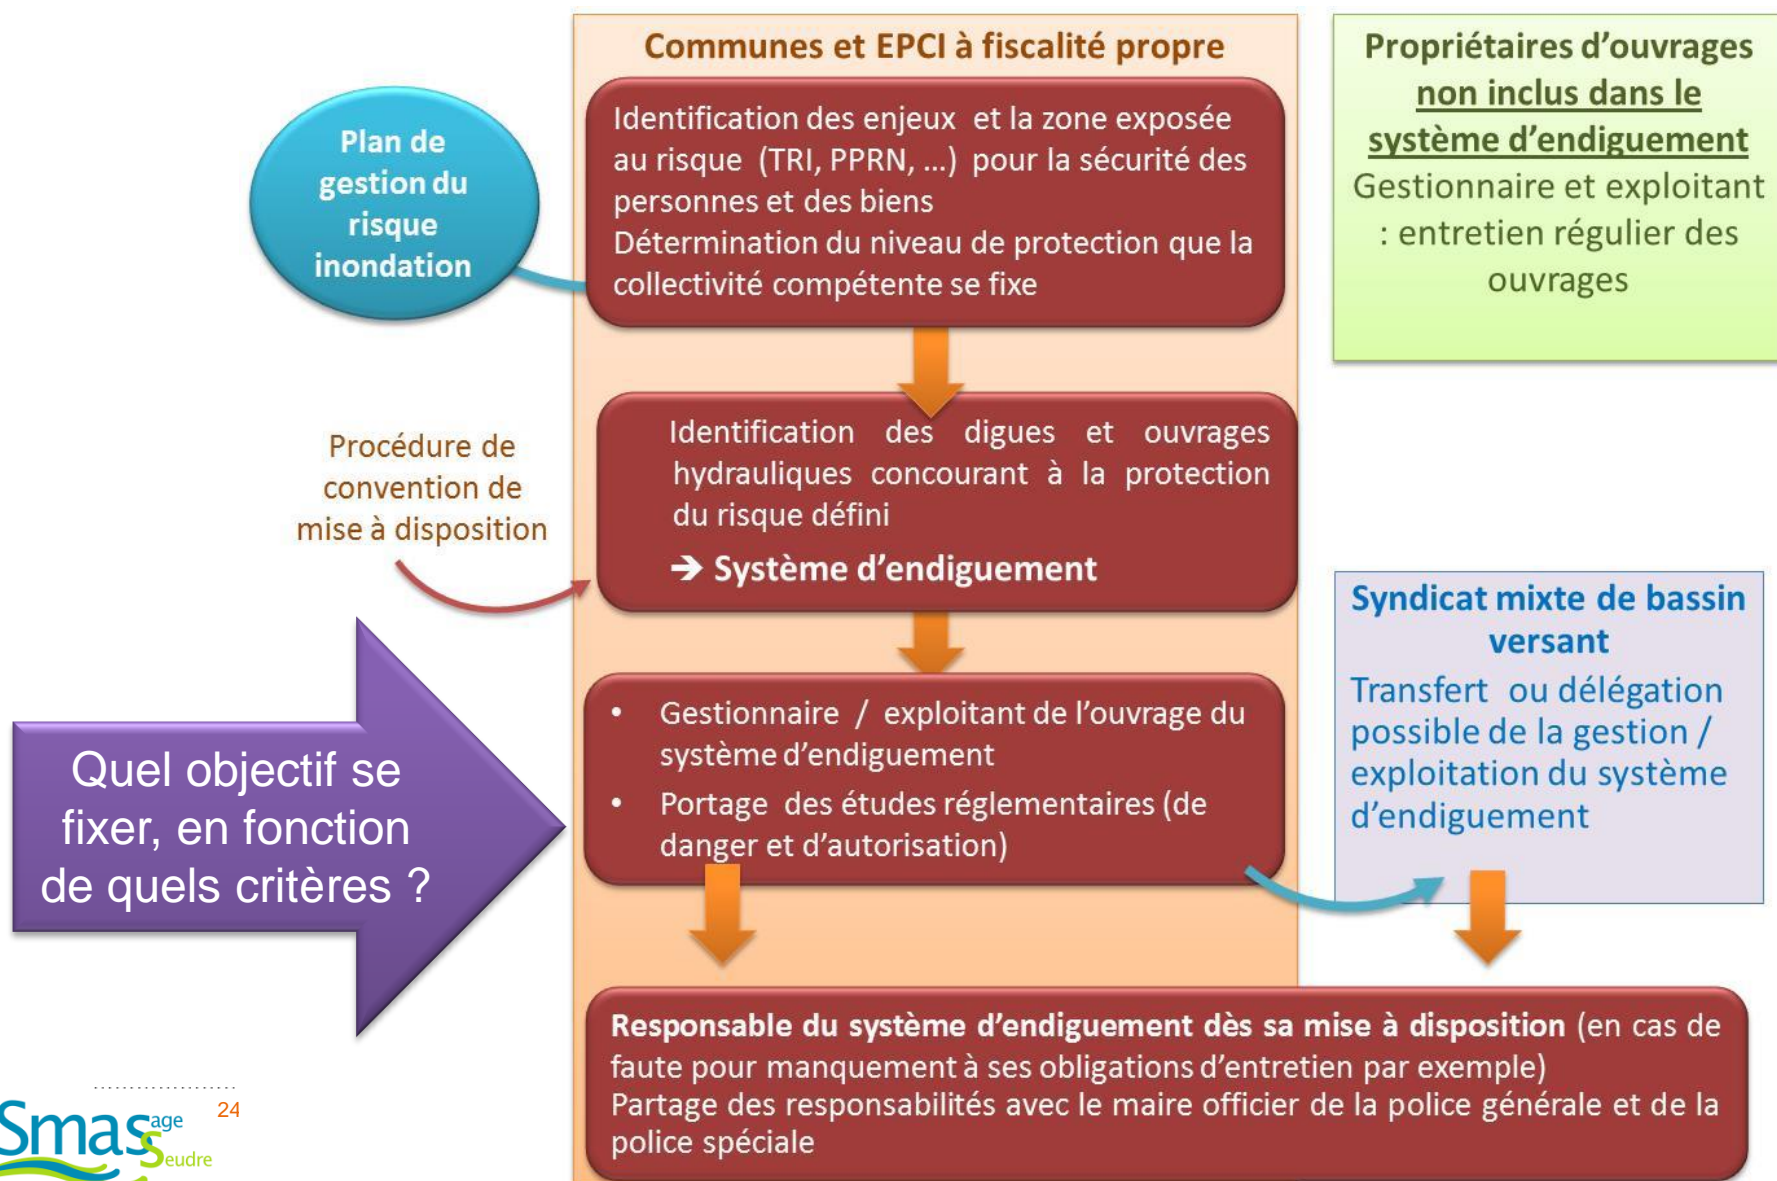 Communes et EPCI à fiscalité propre
Plan de
gestion du
risque
inondation
Identification des enjeux et la zone exposée
au risque (TRI, PPRN, ...) pour la sécurité des
personnes et des biens
Détermination du niveau de protection que la
collectivité compétente se fixe
Propriétaires d'ouvrages
non inclus dans le
système d'endiguement
Gestionnaire et exploitant
: entretien régulier des
ouvrages
Procédure de
convention de
mise à disposition
Identification des digues et ouvrages
hydrauliques concourant à la protection
du risque défini
➔ Système d'endiguement
Quel objectif se
fixer, en fonction
de quels critères ?
• Gestionnaire / exploitant de l'ouvrage du
système d'endiguement
• Portage des études réglementaires (de
danger et d'autorisation)
Syndicat mixte de bassin
versant
Transfert ou délégation
possible de la gestion /
exploitation du système
d'endiguement
Responsable du système d'endiguement dès sa mise à disposition (en cas de
faute pour manquement à ses obligations d'entretien par exemple)
Partage des responsabilités avec le maire officier de la police générale et de la
police spéciale
24
Smassage
Seudre